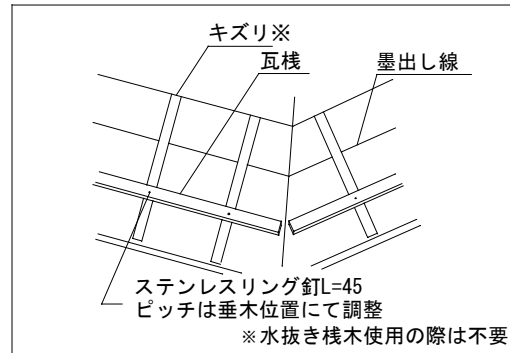 キズリ※
瓦桟
墨出し線
ステンレスリング釘L=45
ピッチは垂木位置にて調整
※水抜き桟木使用の際は不要